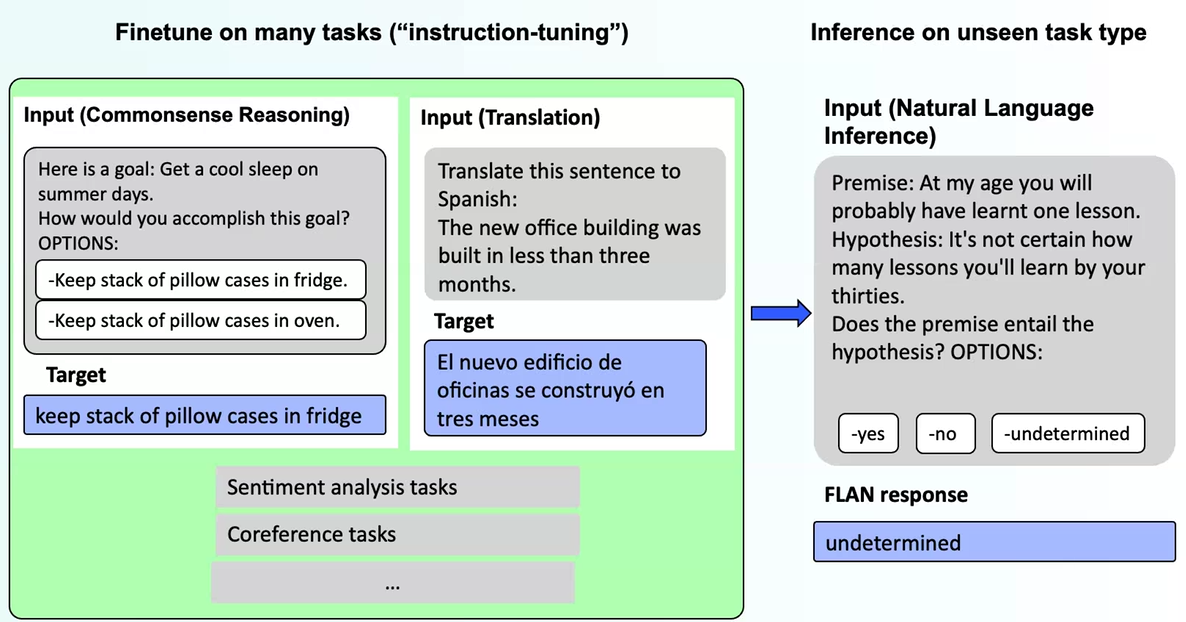 Finetune on many tasks (“instruction-tuning”)
Inference on unseen task type
Input (Commonsense Reasoning)
Here is a goal: Get a cool sleep on
summer days.
How would you accomplish this goal?
OPTIONS:
-Keep stack of pillow cases in fridge.
-Keep stack of pillow cases in oven.
Target
keep stack of pillow cases in fridge
Input (Translation)
Translate this sentence to
Spanish:
The new office building was
built in less than three
months.
Target
El nuevo edificio de
oficinas se construyó en
tres meses
Sentiment analysis tasks
Coreference tasks
...
Input (Natural Language
Inference)
Premise: At my age you will
probably have learnt one lesson.
Hypothesis: It's not certain how
many lessons you'll learn by your
thirties.
Does the premise entail the
hypothesis? OPTIONS:
-yes
-no
-undetermined
FLAN response
undetermined